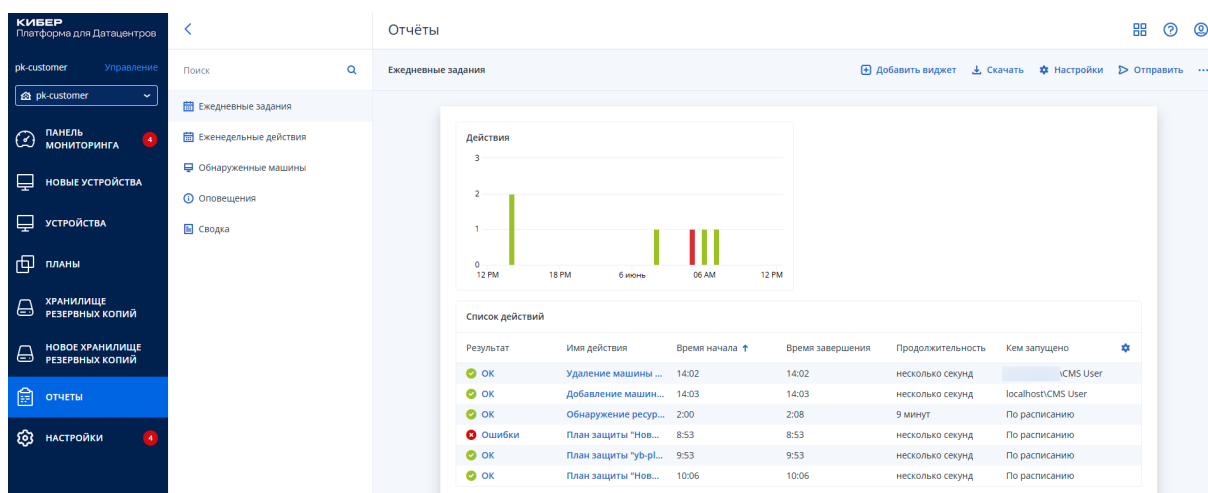 КИБЕР
Платформа для Датацентров
pk-customer Управление
pk-customer
ПАНЕЛЬ
МОНИТОРИНГА
4
НОВЫЕ УСТРОЙСТВА
УСТРОЙСТВА
ПЛАНЫ
ХРАНИЛИЩЕ
РЕЗЕРВНЫХ КОПИЙ
НОВОЕ ХРАНИЛИЩЕ
РЕЗЕРВНЫХ КОПИЙ
ОТЧЕТЫ
НАСТРОЙКИ
4
Поиск
Ежедневные задания
Еженедельные действия
Обнаруженные машины
Оповещения
Сводка
Отчёты
Ежедневные задания
Добавить виджет Скачать Настройки Отправить ...
Действия
3
2
1
0
12 PM 18 PM 6 июнь 06 AM 12 PM
Список действий
Результат Имя действия Время начала Время завершения Продолжительность Кем запущено
ОК Удаление машины ... 14:02 14:02 несколько секунд \CMS User
ОК Добавление машин... 14:03 14:03 несколько секунд localhost\CMS User
ОК Обнаружение ресур... 2:00 2:08 9 минут По расписанию
Ошибки План защиты "Нов... 8:53 8:53 несколько секунд По расписанию
ОК План защиты "yb-pl... 9:53 9:53 несколько секунд По расписанию
ОК План защиты "Нов... 10:06 10:06 несколько секунд По расписанию